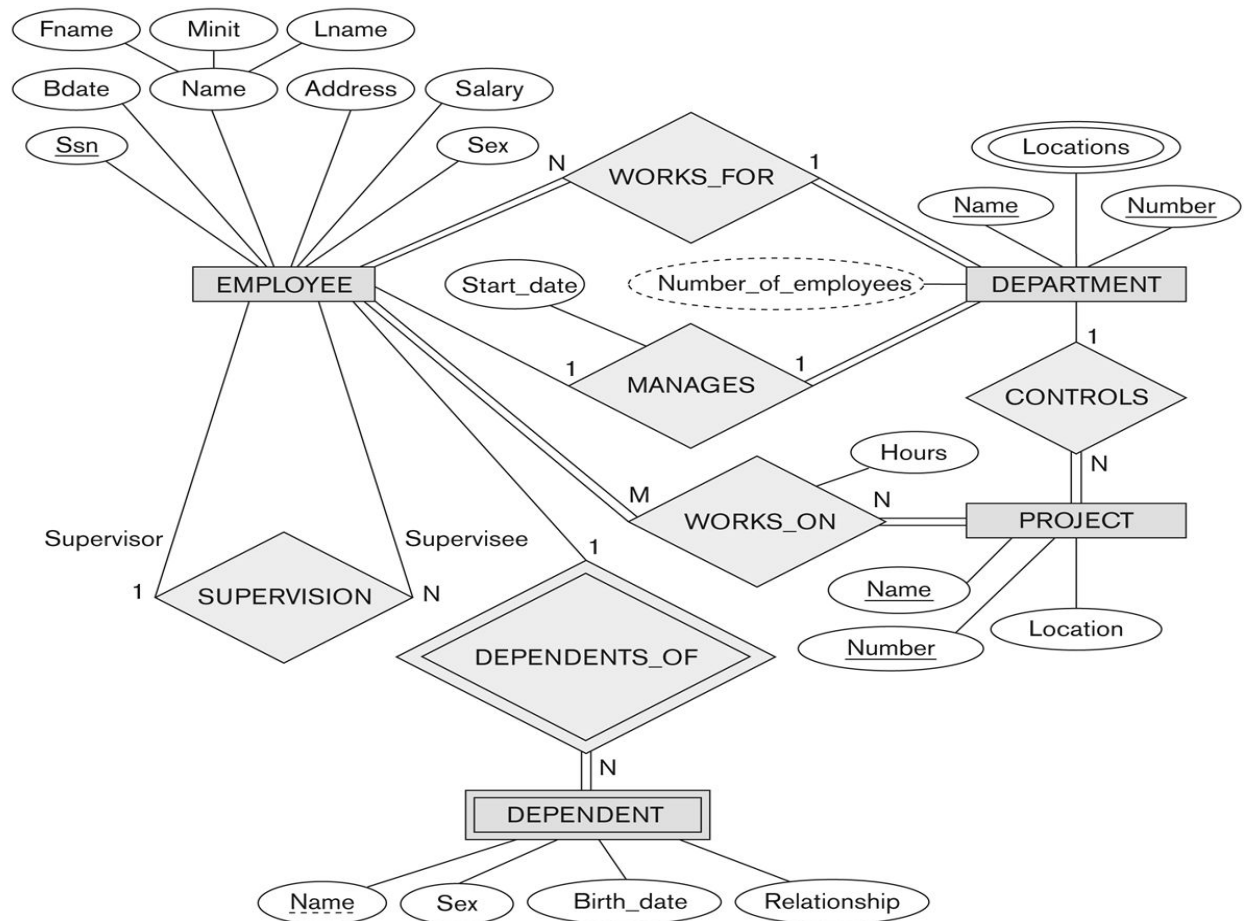 Fname
Minit
Lname
Bdate
Name
Address
Salary
Ssn
Sex
N
WORKS_FOR
1
Locations
Name
Number
EMPLOYEE
Start_date
Number_of_employees
DEPARTMENT
1
MANAGES
1
1
CONTROLS
N
Hours
M
WORKS_ON
N
PROJECT
Supervisor
Supervisee
1
SUPERVISION
N
1
Name
Number
Location
DEPENDENTS_OF
N
DEPENDENT
Name
Sex
Birth_date
Relationship